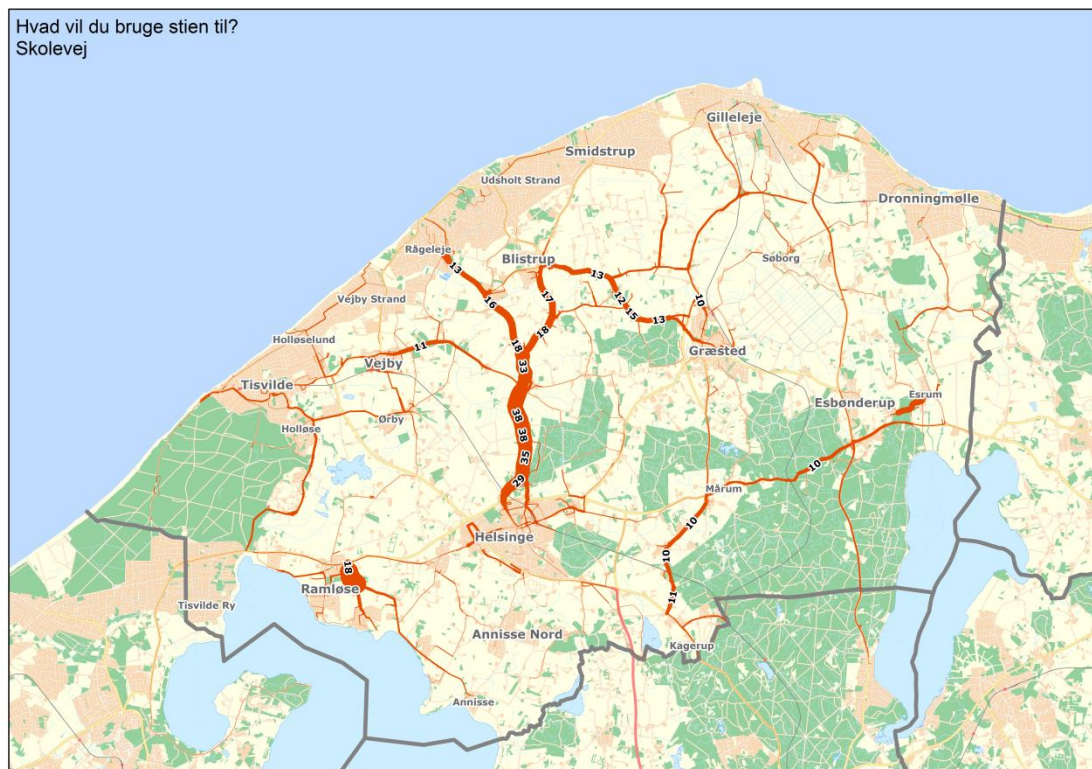 Hvad vil du bruge stien til?
Skolevej
Gilleleje
Smidstrup
Udsholt Strand
Dronningmølle
Rågeleje
13
Blistrup
13
Søborg
16
17
12
10
Vejby Strand
15
13
18
18
Holløselund
11
33
Græsted
Vejby
Tisvilde
Esbønderup
Esrum
38
Ørby
Holløse
38
35
10
29
Mårum
10
Helsinge
10
18
Ramløse
11
Tisvilde Ry
Annisse Nord
Kagerup
Annisse